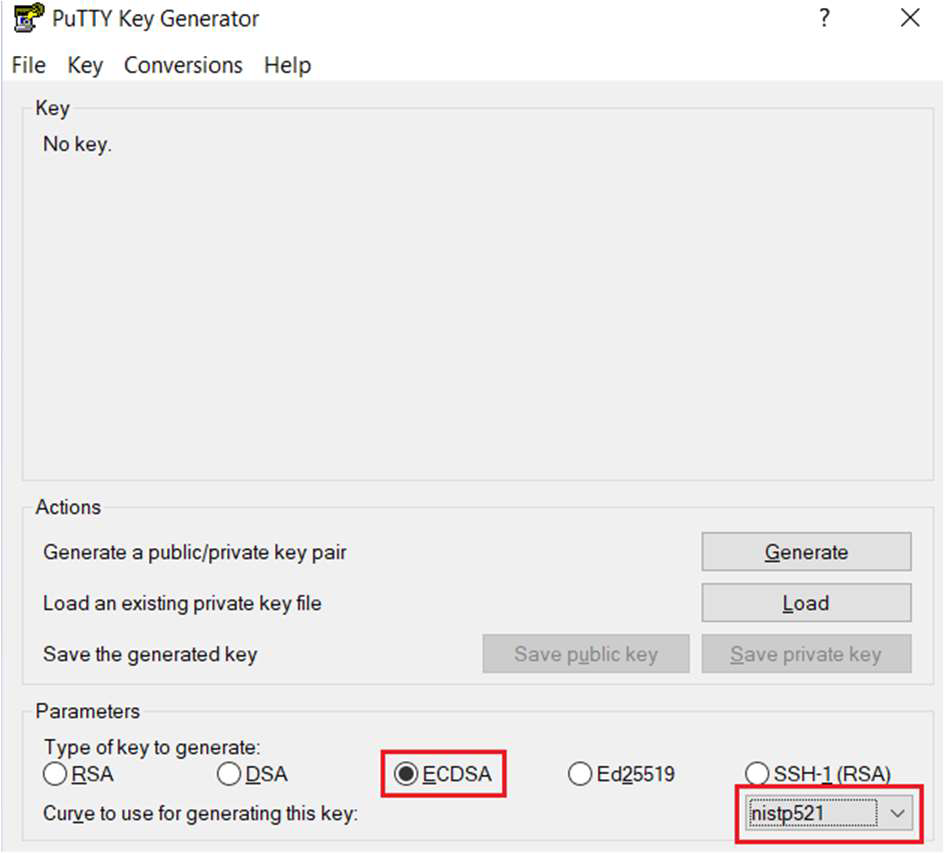 PuTTY Key Generator ?
File Key Conversions Help
Key
No key.
Actions
Generate a public/private key pair Generate
Load an existing private key file Load
Save the generated key Save public key Save private key
Parameters
Type of key to generate:
RSA DSA ECDSA Ed25519 SSH-1 (RSA)
Curve to use for generating this key: nistp521